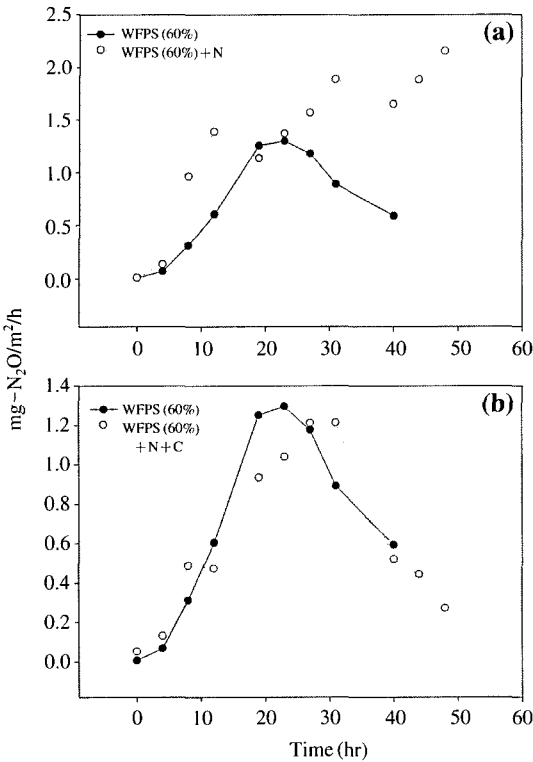 (a)
WFPS (60%)
WFPS (60%) + N
2.5
2.0
1.5
1.0
0.5
0.0
0 10 20 30 40 50 60
mg-N₂O/m²/h
(b)
WFPS (60%)
WFPS (60%)
+N+C
1.4
1.2
1.0
0.8
0.6
0.4
0.2
0.0
0 10 20 30 40 50 60
Time (hr)